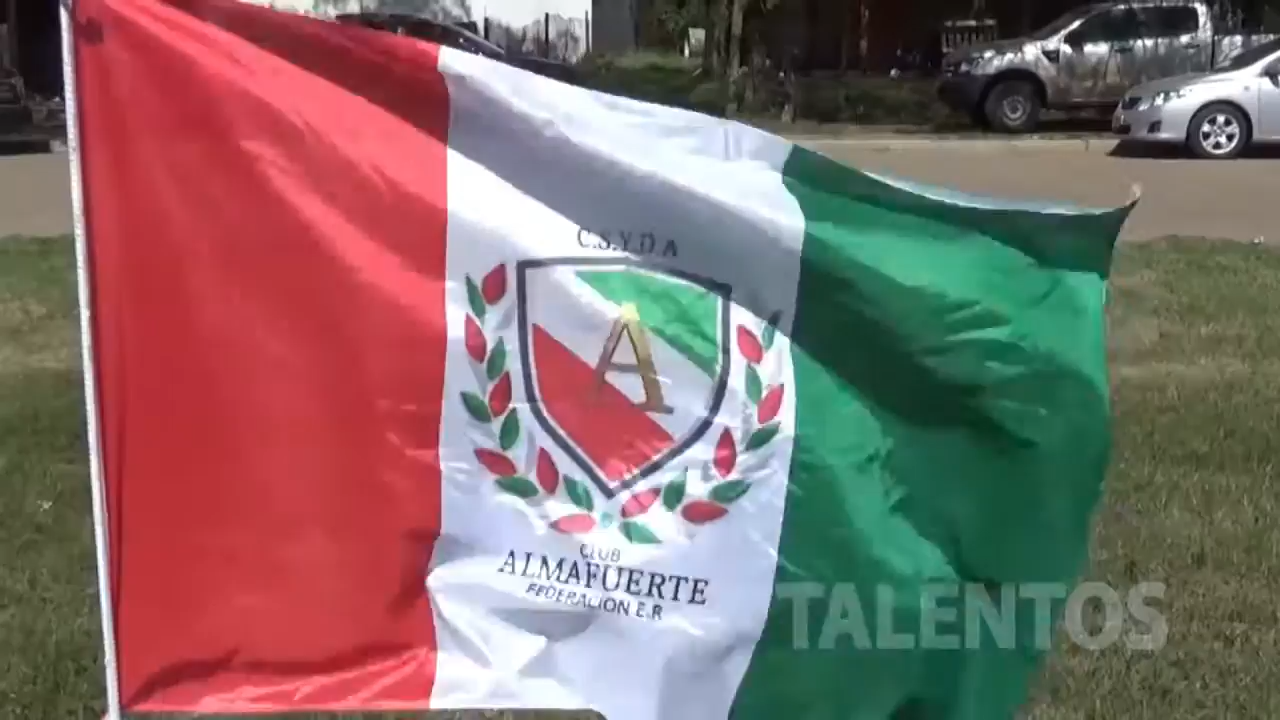 C.S.Y.D.A
A
CLUB
ALMAFUERTE
FEDERACION E.R
TALENTOS